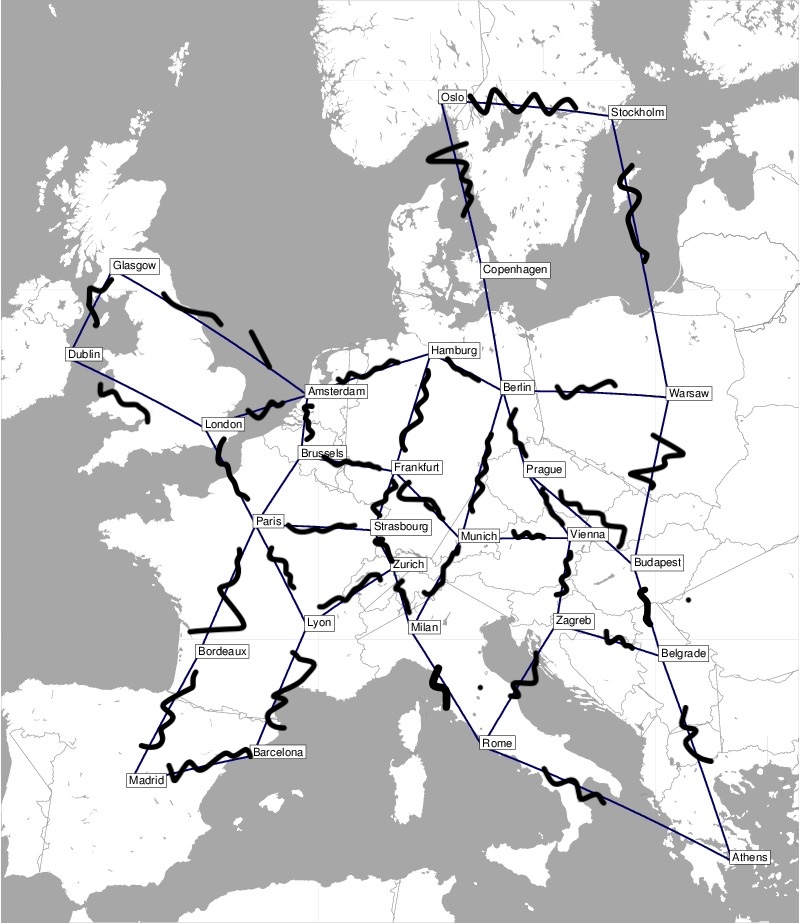 Oslo
Stockholm
Glasgow
Copenhagen
Dublin
Hamburg
Amsterdam
Berlin
Warsaw
London
Brussels
Frankfurt
Prague
Paris
Strasbourg
Munich
Vienna
Zurich
Budapest
Lyon
Milan
Zagreb
Bordeaux
Belgrade
Rome
Barcelona
Madrid
Athens